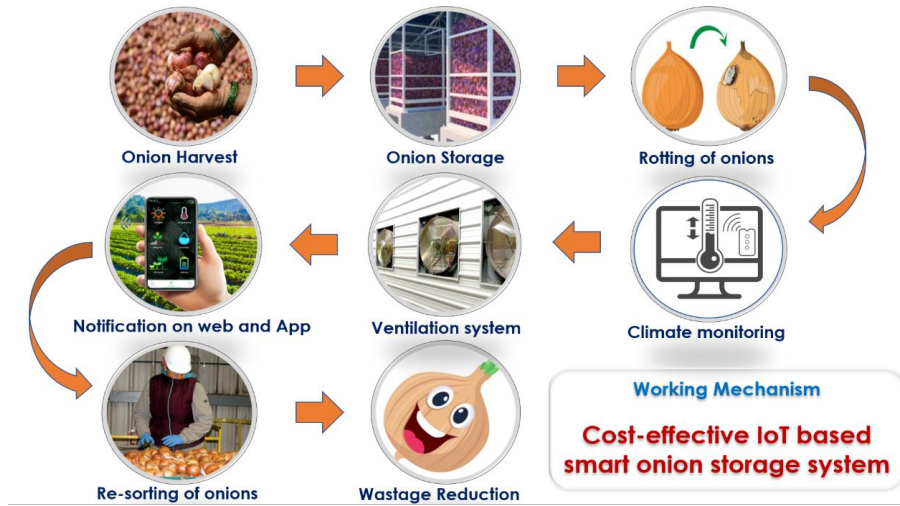 Onion Harvest
Onion Storage
Rotting of onions
Notification on web and App
Ventilation system
Climate monitoring
Re-sorting of onions
Wastage Reduction
Working Mechanism
Cost-effective IoT based
smart onion storage system